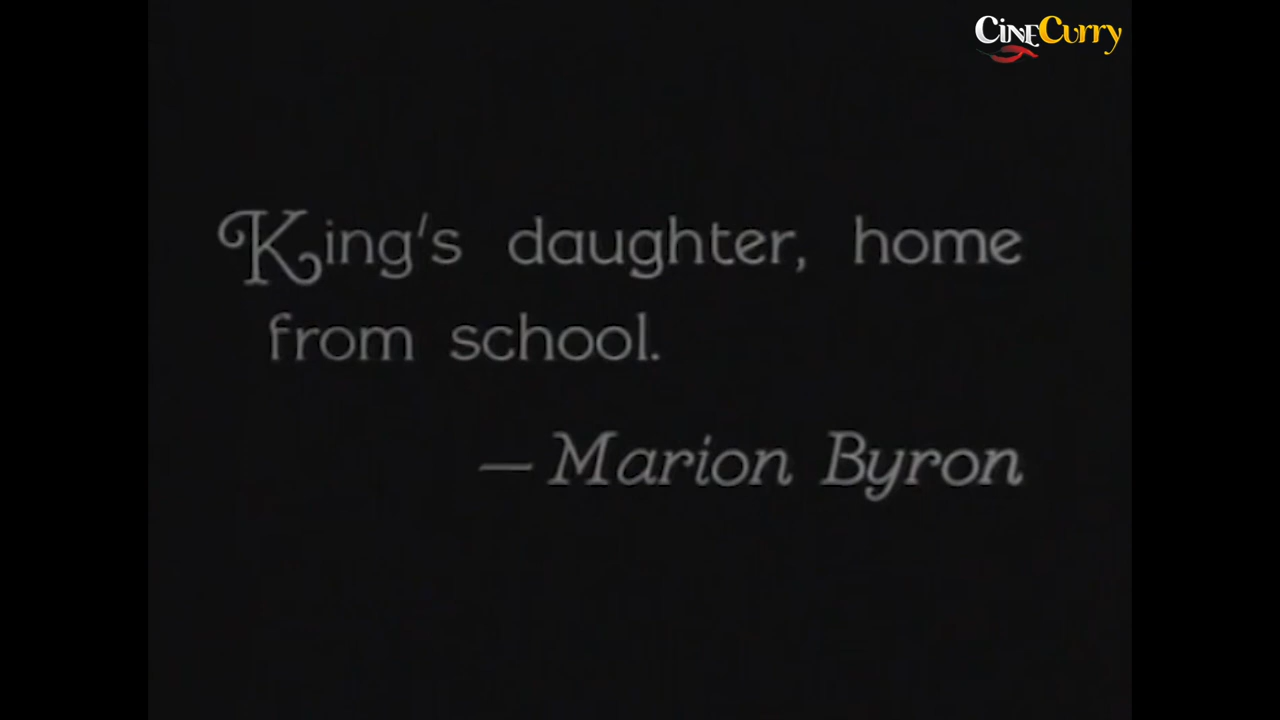 CineCurry
King's daughter, home
from school.
— Marion Byron